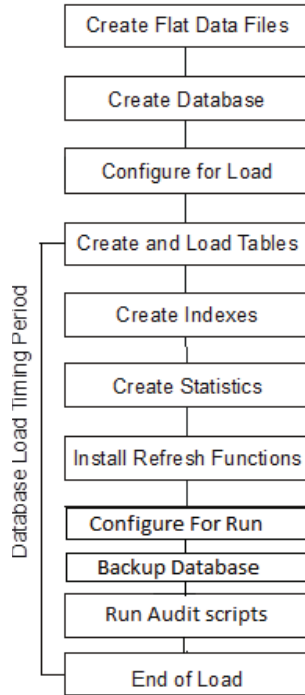 Create Flat Data Files
Create Database
Configure for Load
Create and Load Tables
Create Indexes
Create Statistics
Install Refresh Functions
Configure For Run
Backup Database
Run Audit scripts
End of Load
Database Load Timing Period